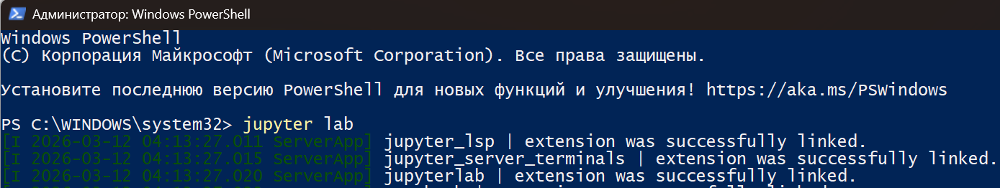 Администратор: Windows PowerShell
Windows PowerShell
(C) Корпорация Майкрософт (Microsoft Corporation). Все права защищены.
Установите последнюю версию PowerShell для новых функций и улучшения! https://aka.ms/PSWindows
PS C:\WINDOWS\system32> jupyter lab
[I 2026-03-12 04:13:27.011 ServerApp] jupyter_lsp | extension was successfully linked.
[I 2026-03-12 04:13:27.015 ServerApp] jupyter_server_terminals | extension was successfully linked.
[I 2026-03-12 04:13:27.020 ServerApp] jupyterlab | extension was successfully linked.